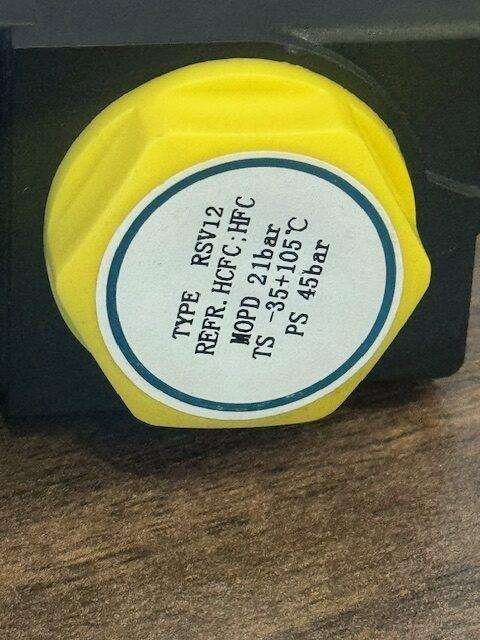 TYPE RSV12
REFR. HCFC;HFC
MOPD 21bar
TS -35+105℃
PS 45bar